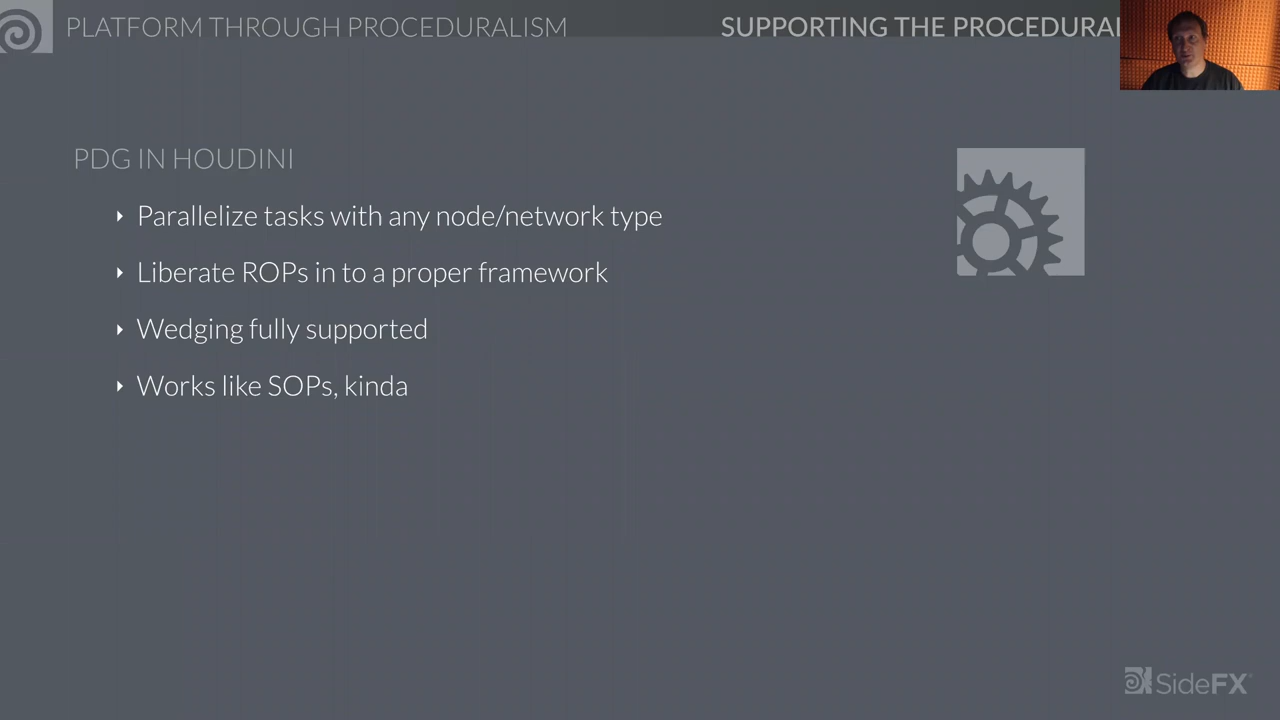 PLATFORM THROUGH PROCEDURALISM
SUPPORTING THE PROCEDURAL
PDG IN HOUDINI
Parallelize tasks with any node/network type
Liberate ROPs in to a proper framework
Wedging fully supported
Works like SOPs, kinda
SideFX